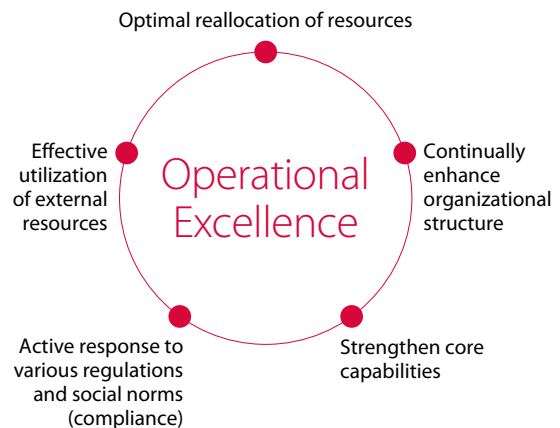 Optimal reallocation of resources
Effective
utilization
of external
resources
Operational
Excellence
Continually
enhance
organizational
structure
Active response to
various regulations
and social norms
(compliance)
Strengthen core
capabilities